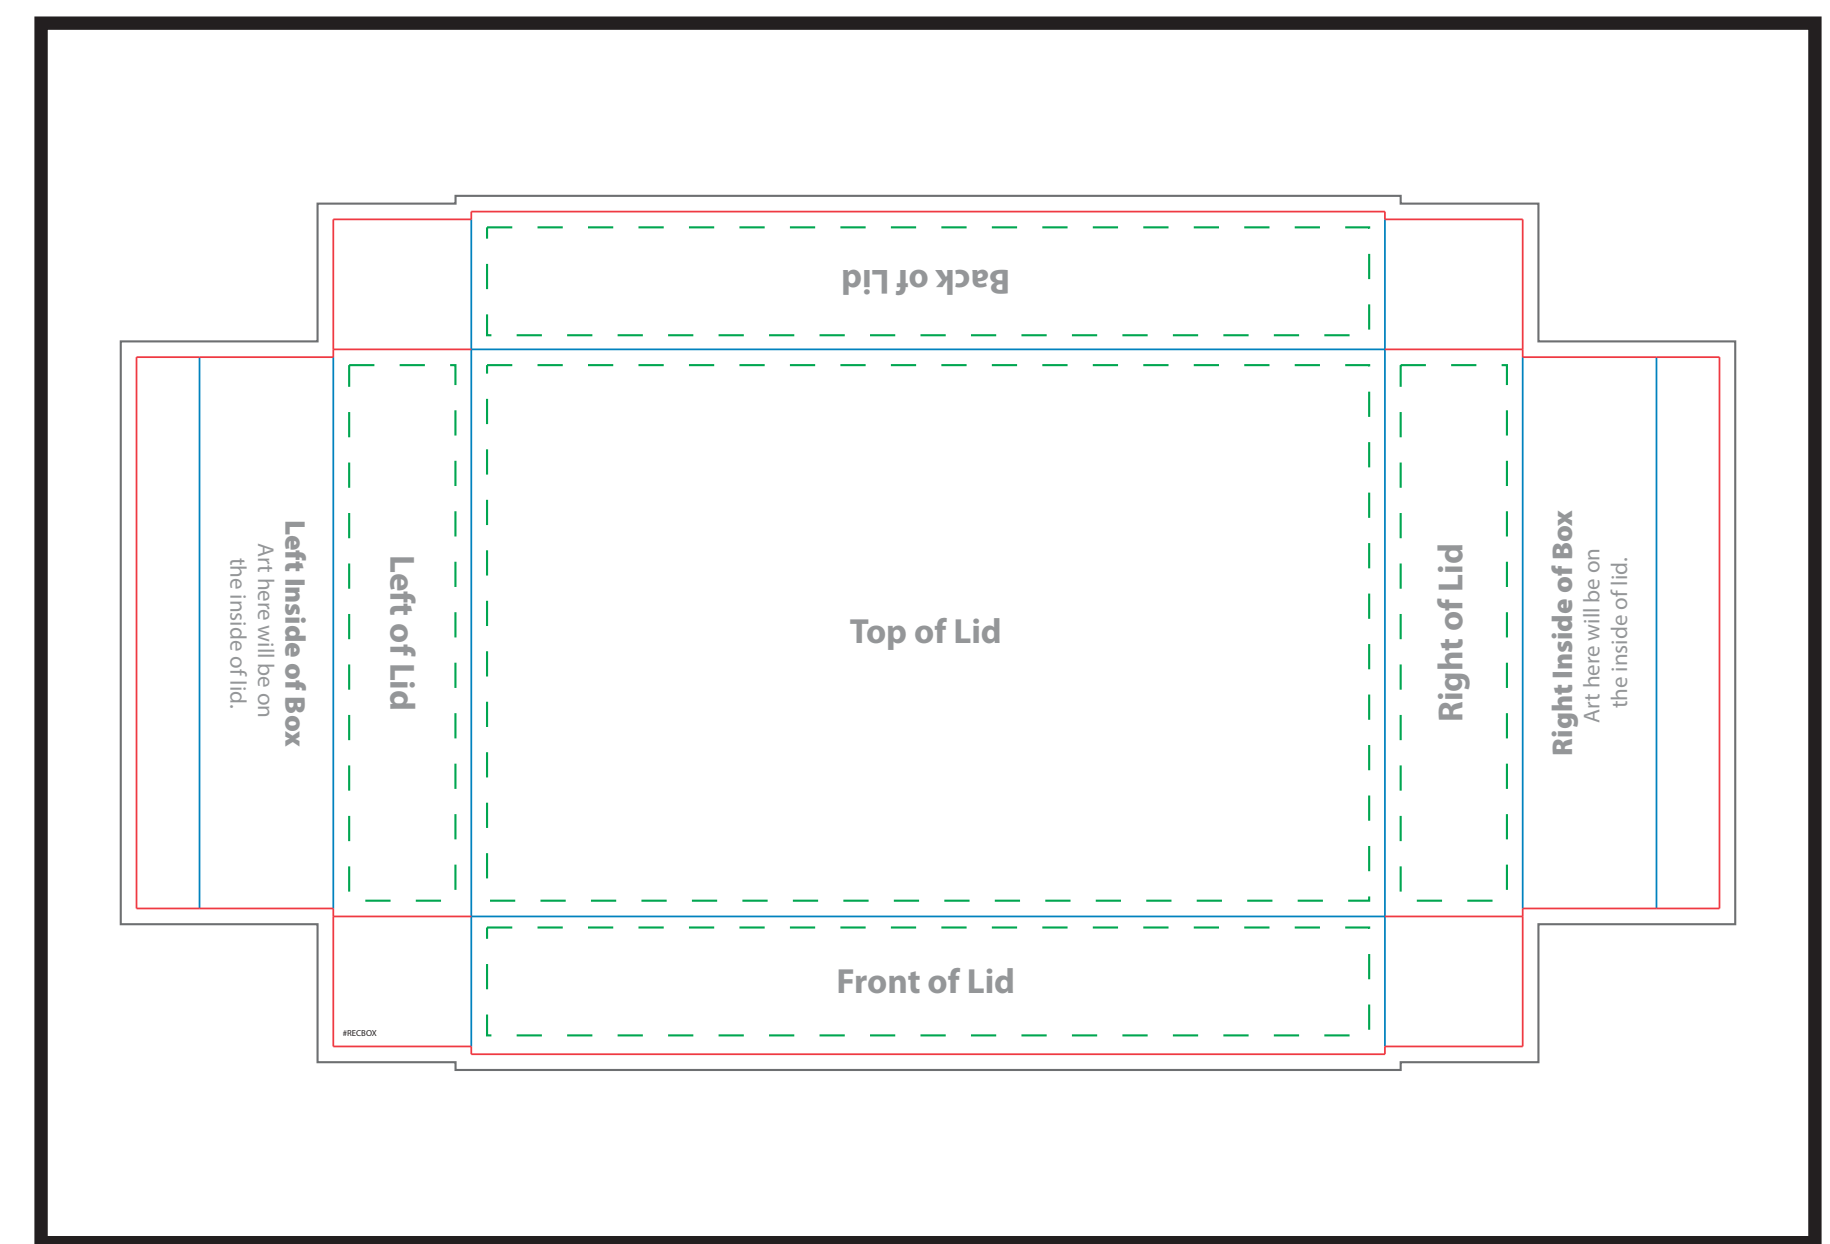 Back of Lid
Left Inside of Box
Art here will be on
the inside of lid.
Left of Lid
Top of Lid
Right of Lid
Right Inside of Box
Art here will be on
the inside of lid.
Front of Lid
#RECBOX